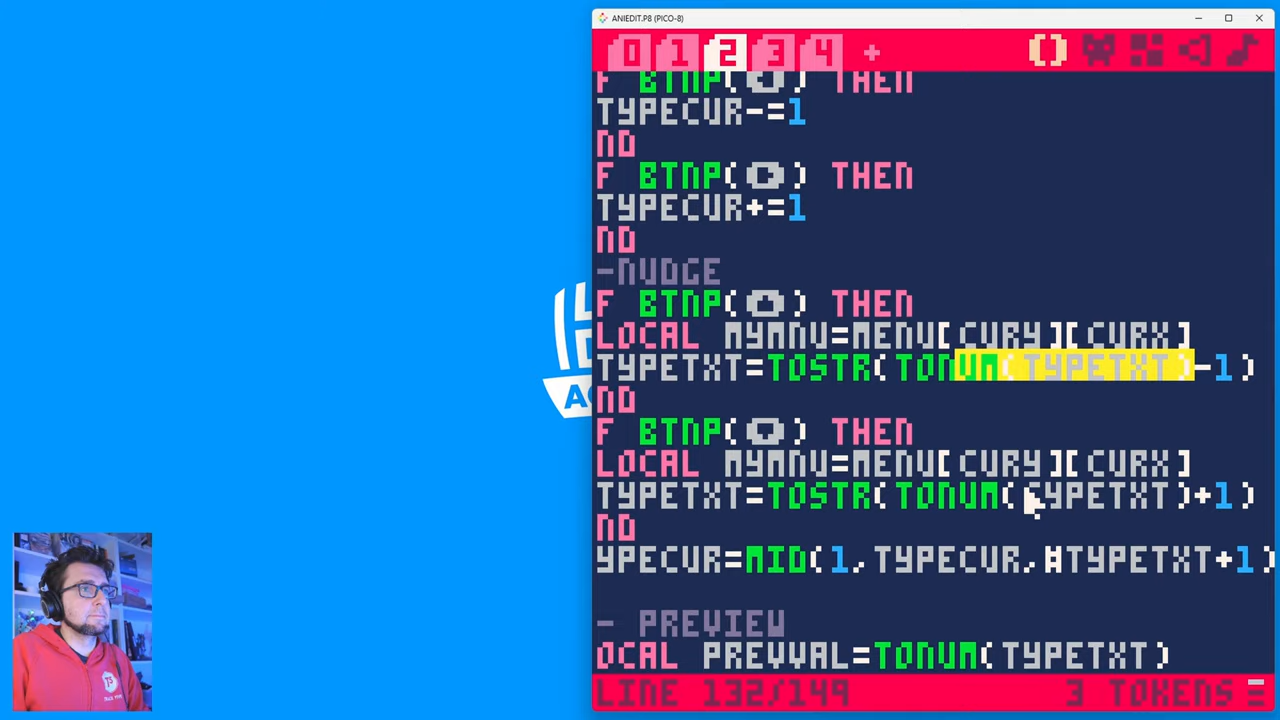 ANIEDIT.P8 (PICO-8)
0 1 2 3 4 +
F BTNP(⬅️) THEN
TYPECUR-=1
ND
F BTNP(➡️) THEN
TYPECUR+=1
ND
-NUDGE
F BTNP(⬆️) THEN
LOCAL MYMNU=MENU[CURY][CURX]
TYPETXT=TOSTR(TONUM(TYPETXT)-1)
ND
F BTNP(⬇️) THEN
LOCAL MYMNU=MENU[CURY][CURX]
TYPETXT=TOSTR(TONUM(TYPETXT)+1)
ND
YPECUR=MID(1,TYPECUR,#TYPETXT+1)
- PREVIEW
OCAL PREVVAL=TONUM(TYPETXT)
LINE 132/149 3 TOKENS